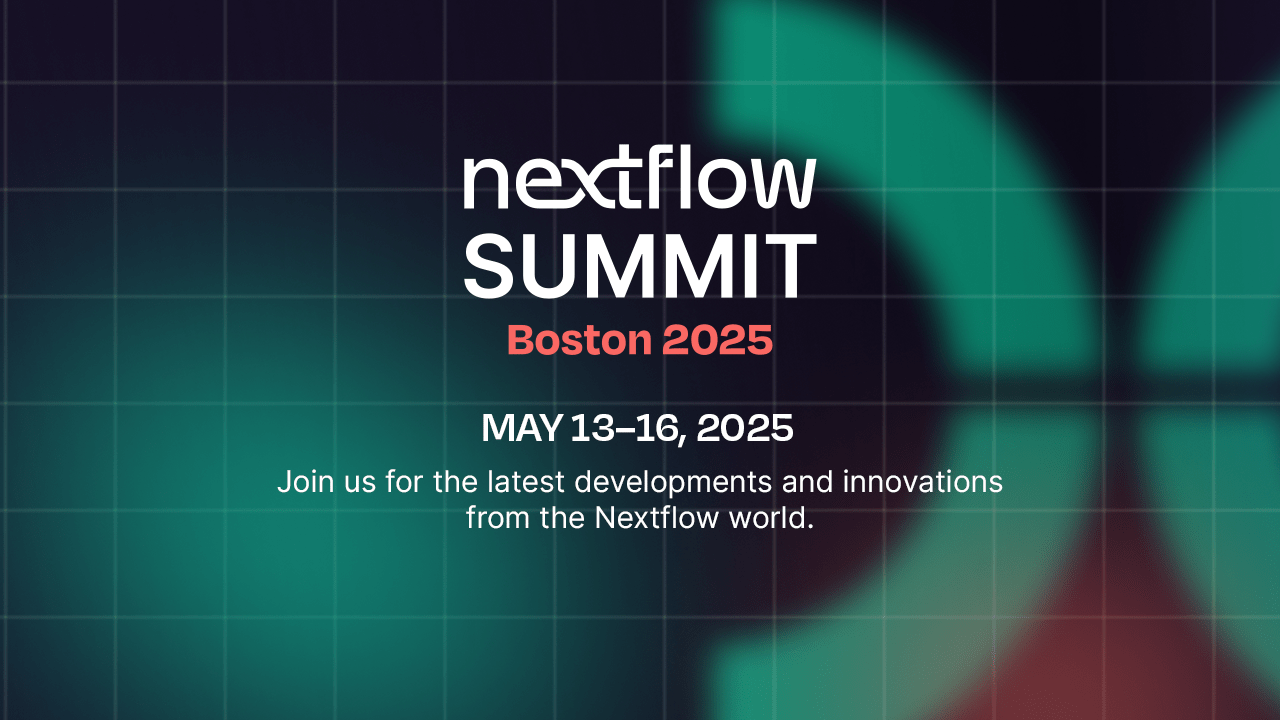 nextflow
SUMMIT
Boston 2025
MAY 13–16, 2025
Join us for the latest developments and innovations
from the Nextflow world.